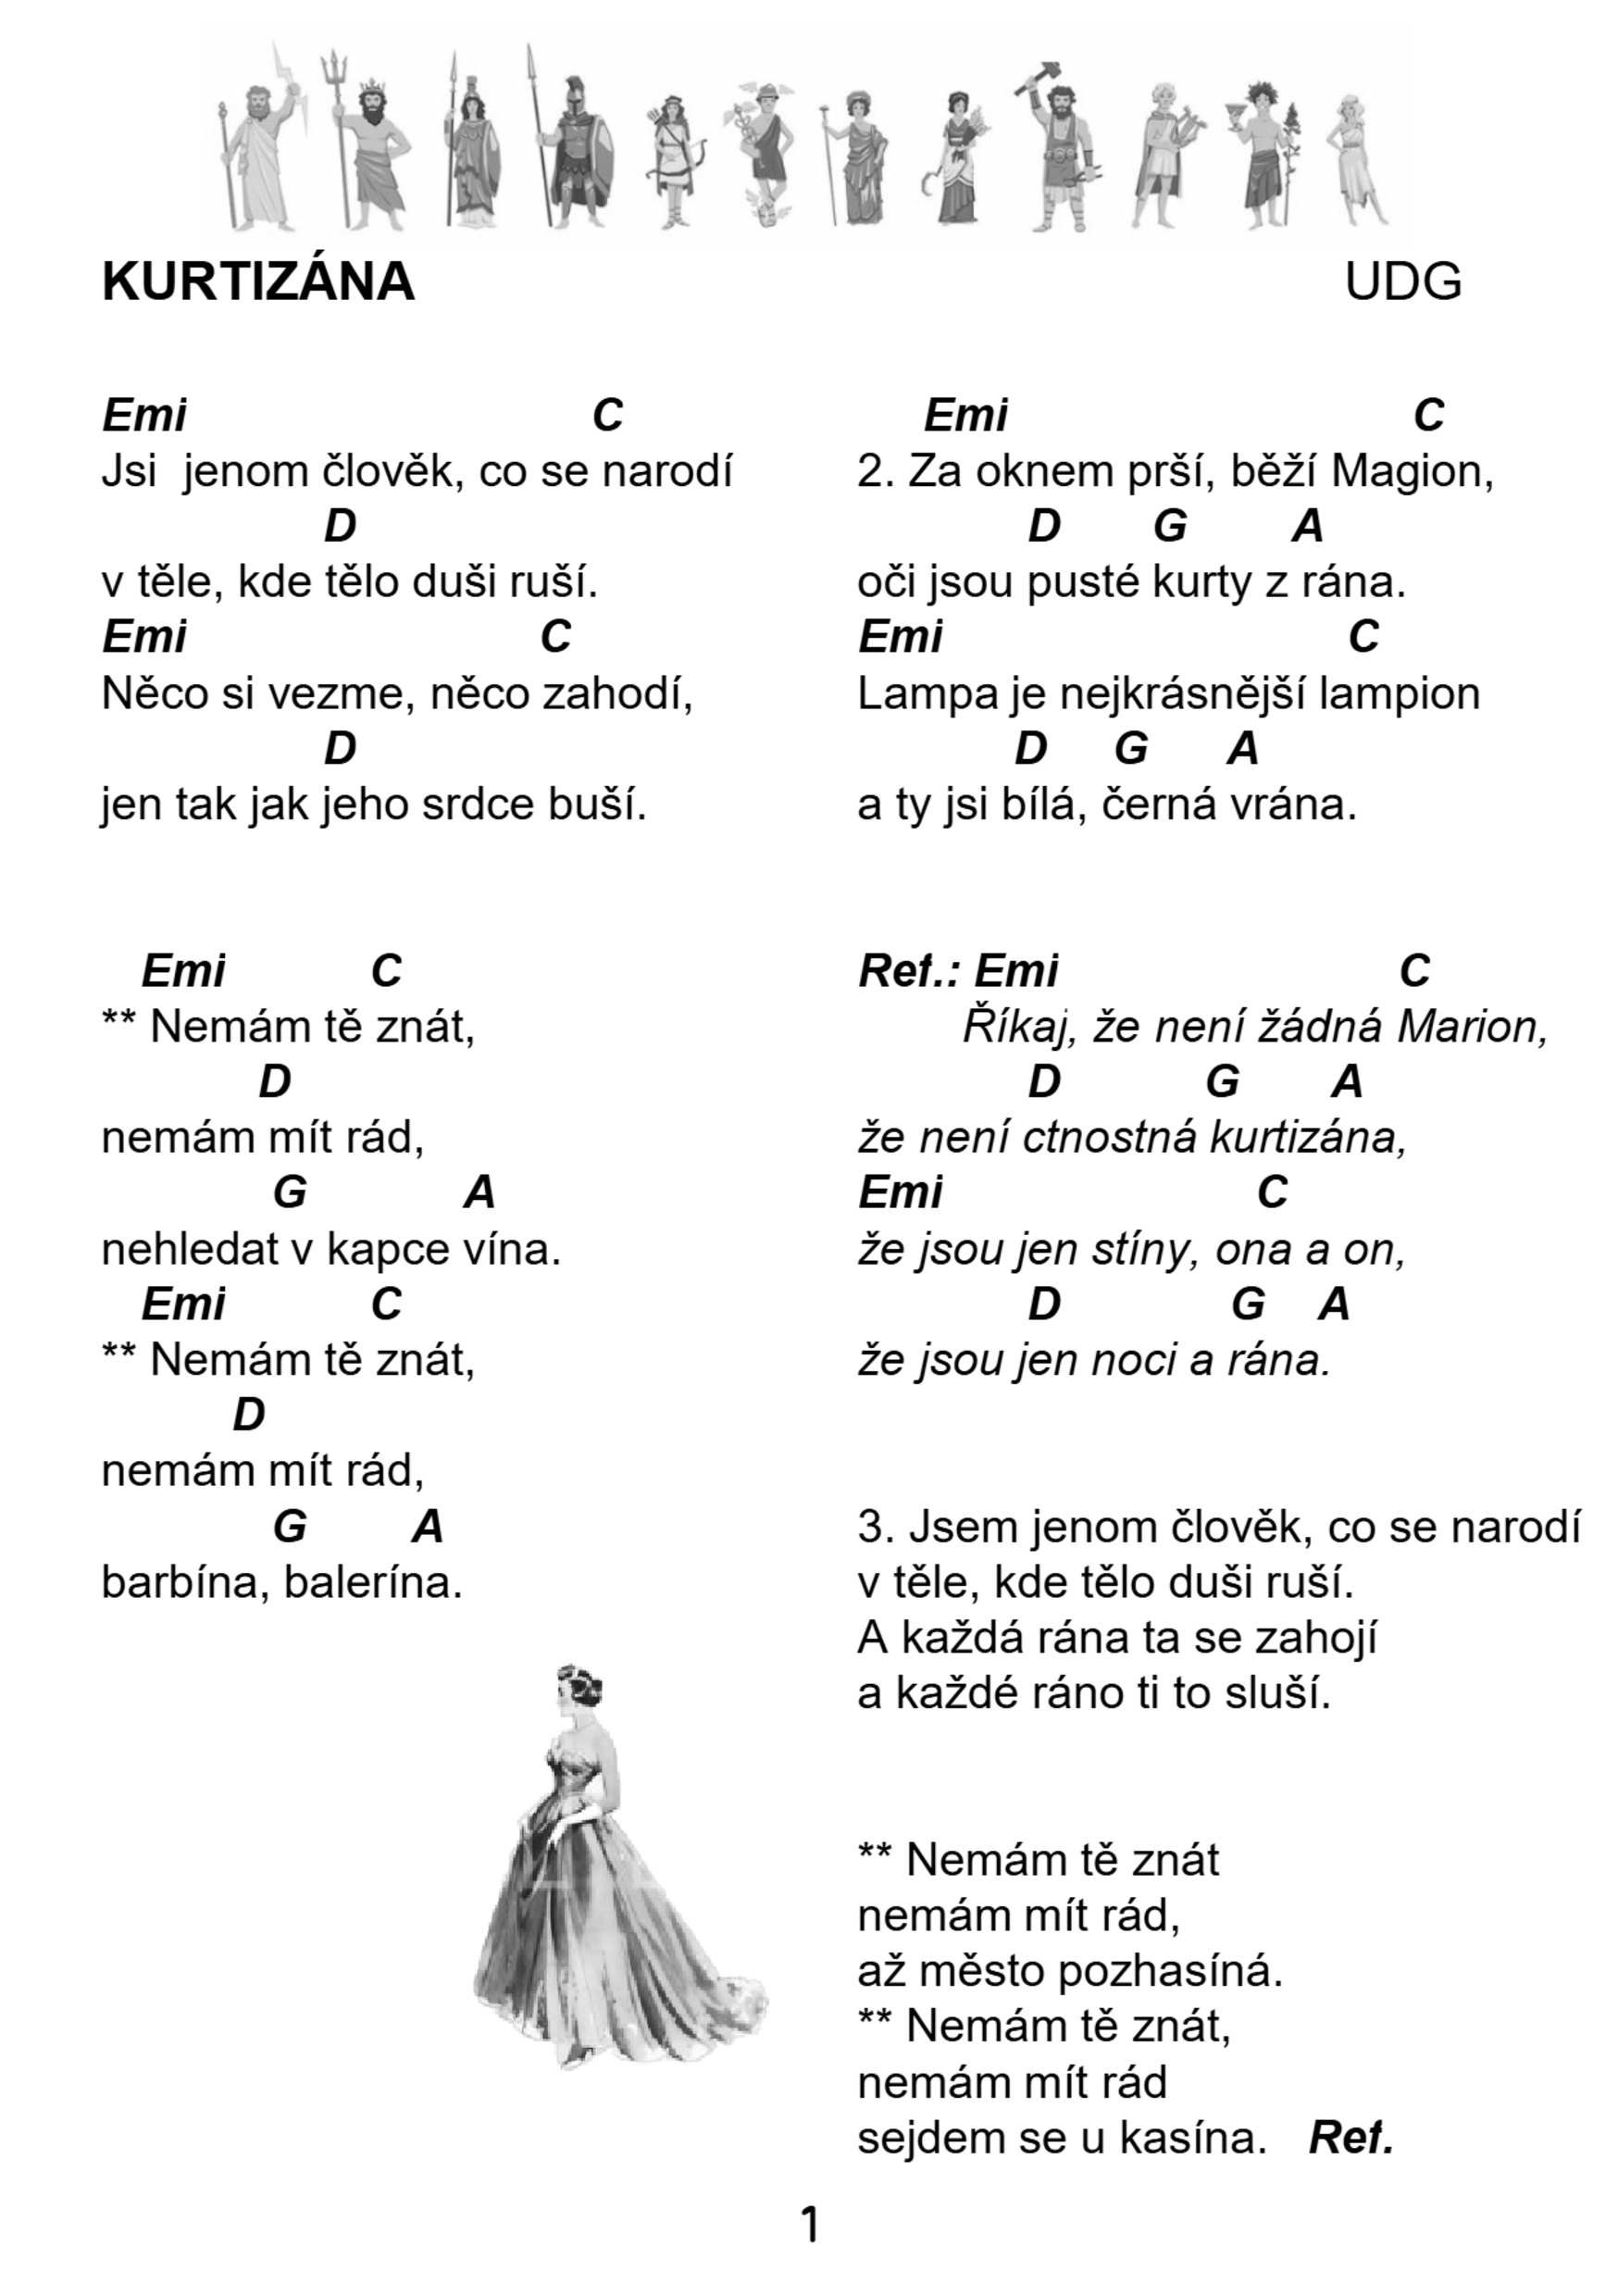 KURTIZÁNA UDG
Emi C
Jsi jenom člověk, co se narodí
D
v těle, kde tělo duši ruší.
Emi C
Něco si vezme, něco zahodí,
D
jen tak jak jeho srdce buší.
Emi C
** Nemám tě znát,
D
nemám mít rád,
G A
nehledat v kapce vína.
Emi C
** Nemám tě znát,
D
nemám mít rád,
G A
barbína, balerína.
Emi C
2. Za oknem prší, běží Magion,
D G A
oči jsou pusté kurty z rána.
Emi C
Lampa je nejkrásnější lampion
D G A
a ty jsi bílá, černá vrána.
Ref.: Emi C
Říkaj, že není žádná Marion,
D G A
že není ctnostná kurtizána,
Emi C
že jsou jen stíny, ona a on,
D G A
že jsou jen noci a rána.
3. Jsem jenom člověk, co se narodí
v těle, kde tělo duši ruší.
A každá rána ta se zahojí
a každé ráno ti to sluší.
** Nemám tě znát
nemám mít rád,
až město pozhasíná.
** Nemám tě znát,
nemám mít rád
sejdem se u kasína. Ref.
1